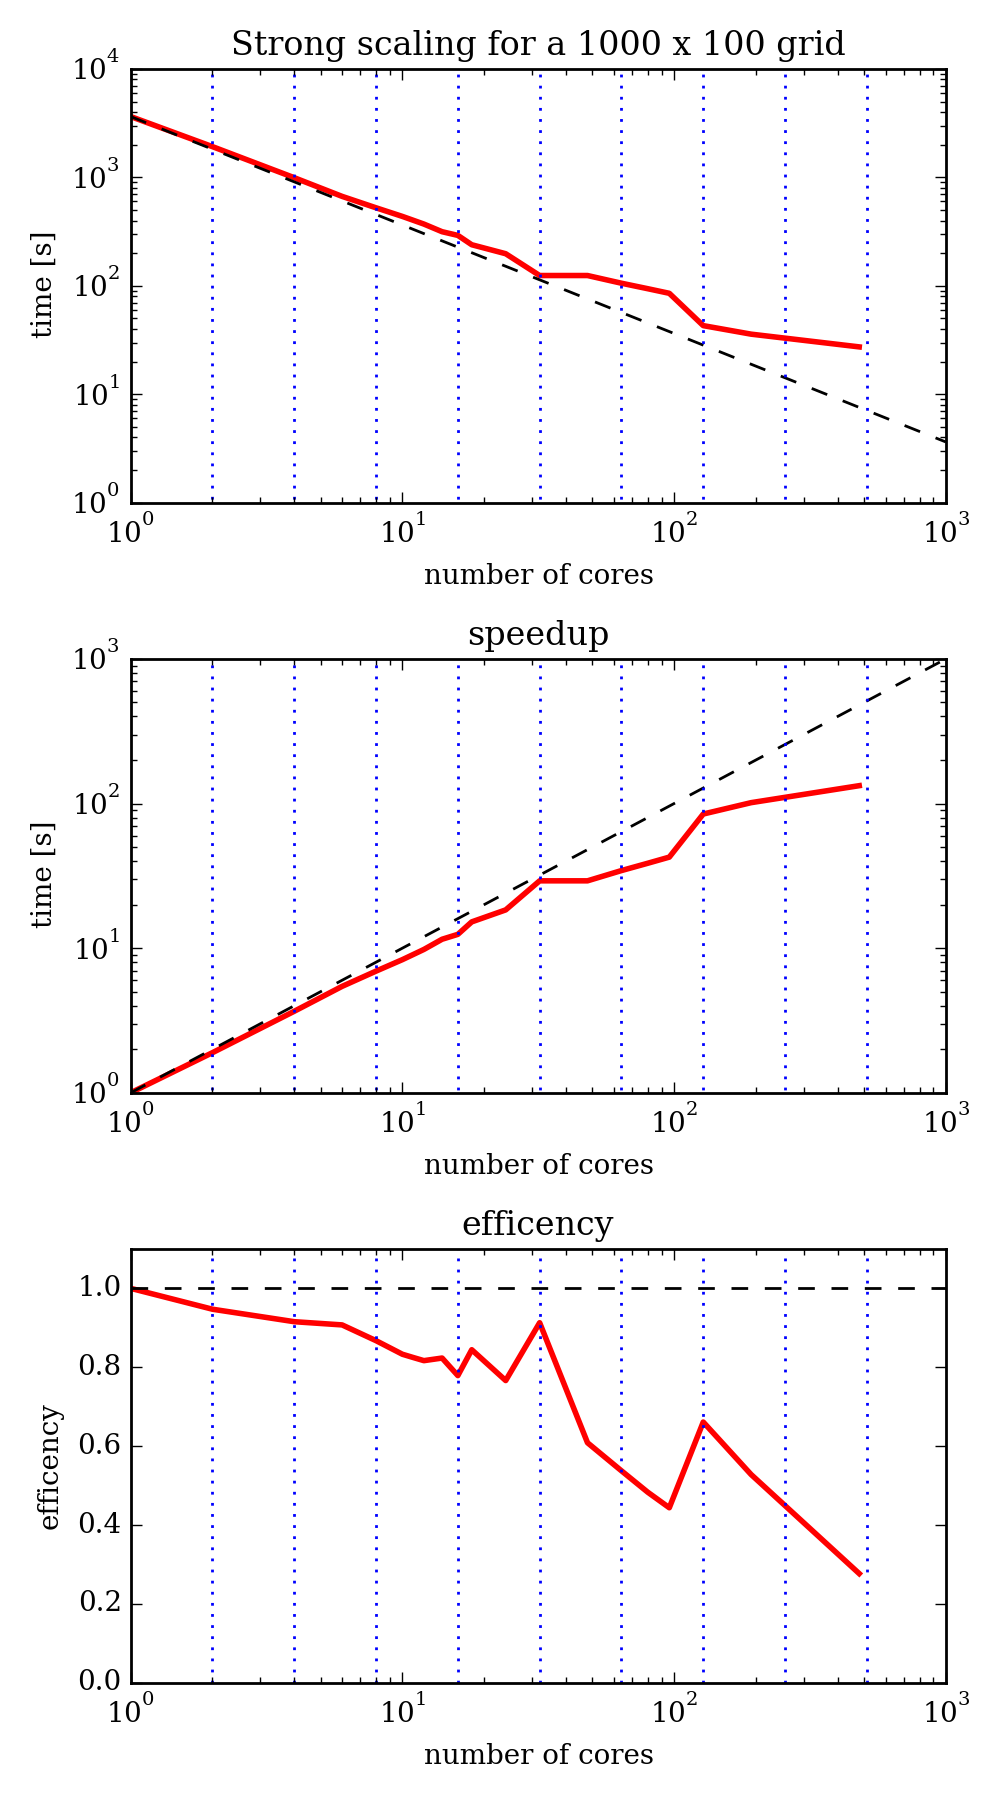 Strong scaling for a 1000 x 100 grid
10^4
10^3
10^2
10^1
10^0
time [s]
10^0 10^1 10^2 10^3
number of cores
speedup
10^3
10^2
10^1
10^0
time [s]
10^0 10^1 10^2 10^3
number of cores
efficency
1.0
0.8
0.6
0.4
0.2
0.0
efficency
10^0 10^1 10^2 10^3
number of cores